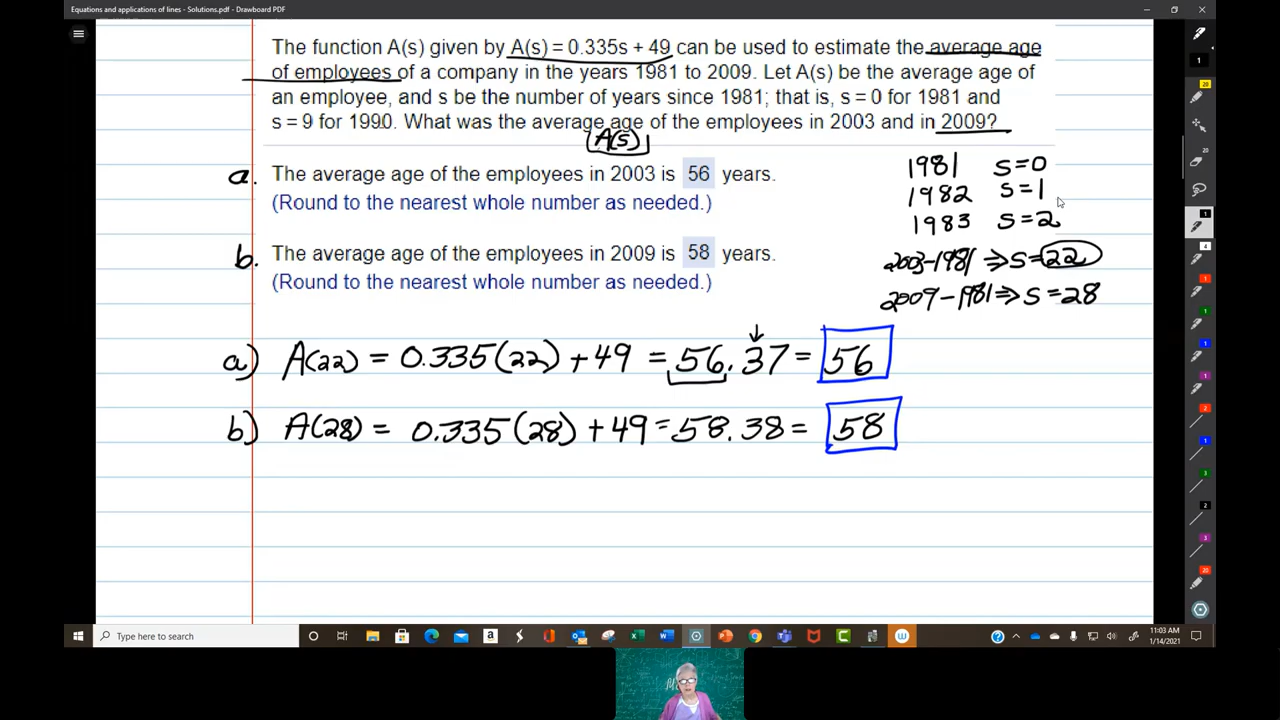 Equations and applications of lines - Solutions.pdf - Drawboard PDF
The function A(s) given by A(s) = 0.335s + 49 can be used to estimate the average age
of employees of a company in the years 1981 to 2009. Let A(s) be the average age of
an employee, and s be the number of years since 1981; that is, s = 0 for 1981 and
s = 9 for 1990. What was the average age of the employees in 2003 and in 2009?
A(s)
a. The average age of the employees in 2003 is 56 years.
(Round to the nearest whole number as needed.)
b. The average age of the employees in 2009 is 58 years.
(Round to the nearest whole number as needed.)
1981 s=0
1982 s=1
1983 s=2
2003-1981 ⇒ s=22
2009-1981 ⇒ s=28
a) A(22) = 0.335(22) + 49 = 56.37 = 56
b) A(28) = 0.335(28) + 49 = 58.38 = 58
Type here to search
11:03 AM
1/14/2021